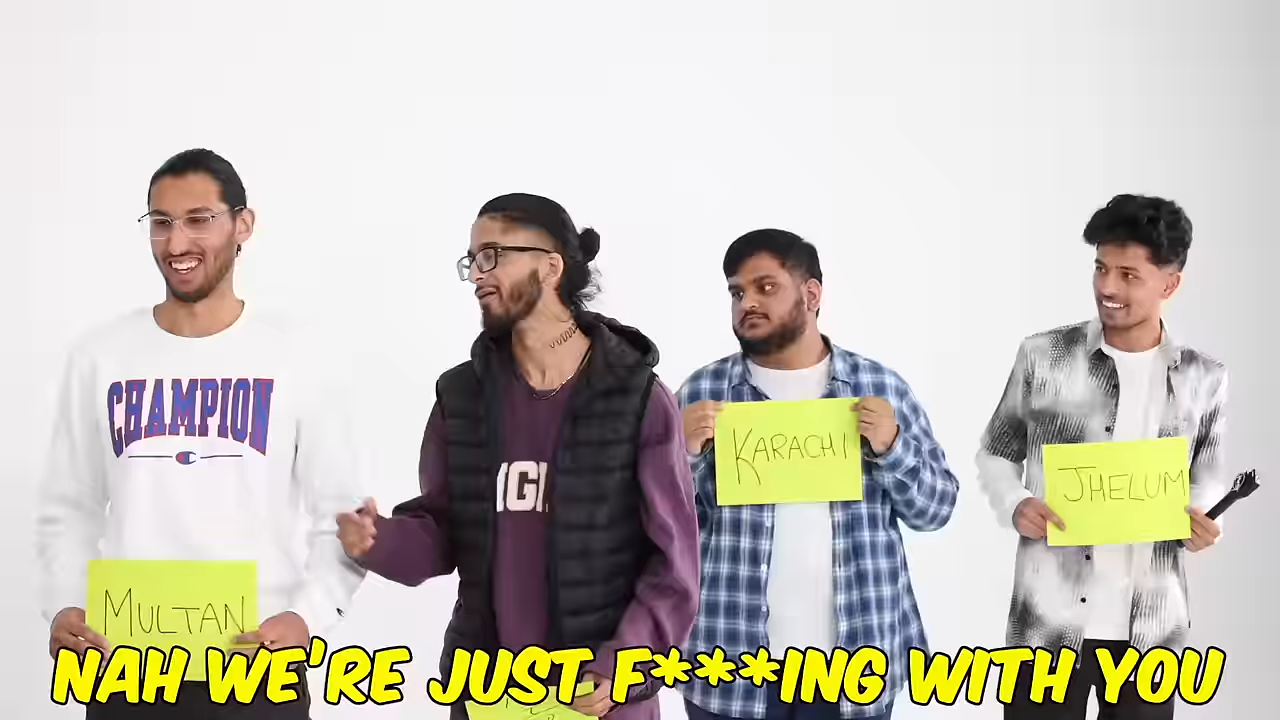 CHAMPION
KARACHI
JHELUM
MULTAN
NAH WE'RE JUST F***ING WITH YOU